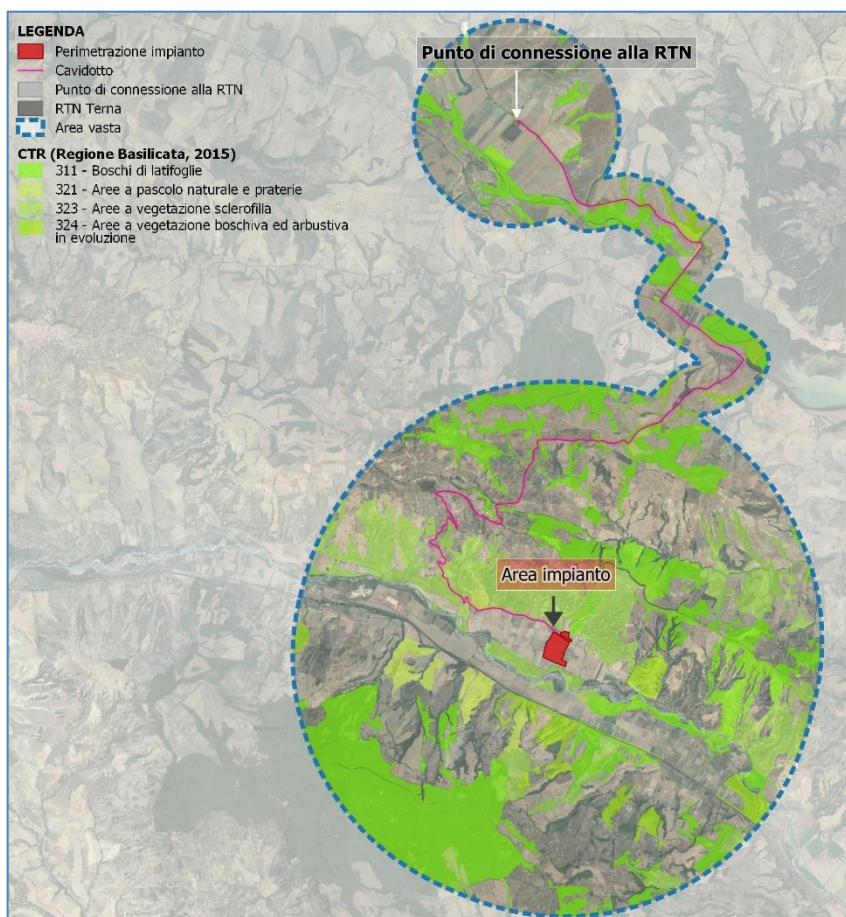 LEGENDA
Perimetrazione impianto
Cavidotto
Punto di connessione alla RTN
RTN Terna
Area vasta
CTR (Regione Basilicata, 2015)
311 - Boschi di latifoglie
321 - Aree a pascolo naturale e praterie
323 - Aree a vegetazione sclerofilla
324 - Aree a vegetazione boschiva ed arbustiva
in evoluzione
Punto di connessione alla RTN
Area impianto